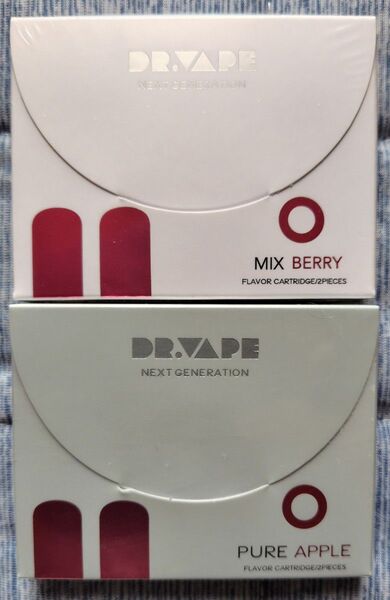 DR.VAPE
NEXT GENERATION
MIX BERRY
FLAVOR CARTRIDGE/2PIECES
DR.VAPE
NEXT GENERATION
PURE APPLE
FLAVOR CARTRIDGE/2PIECES